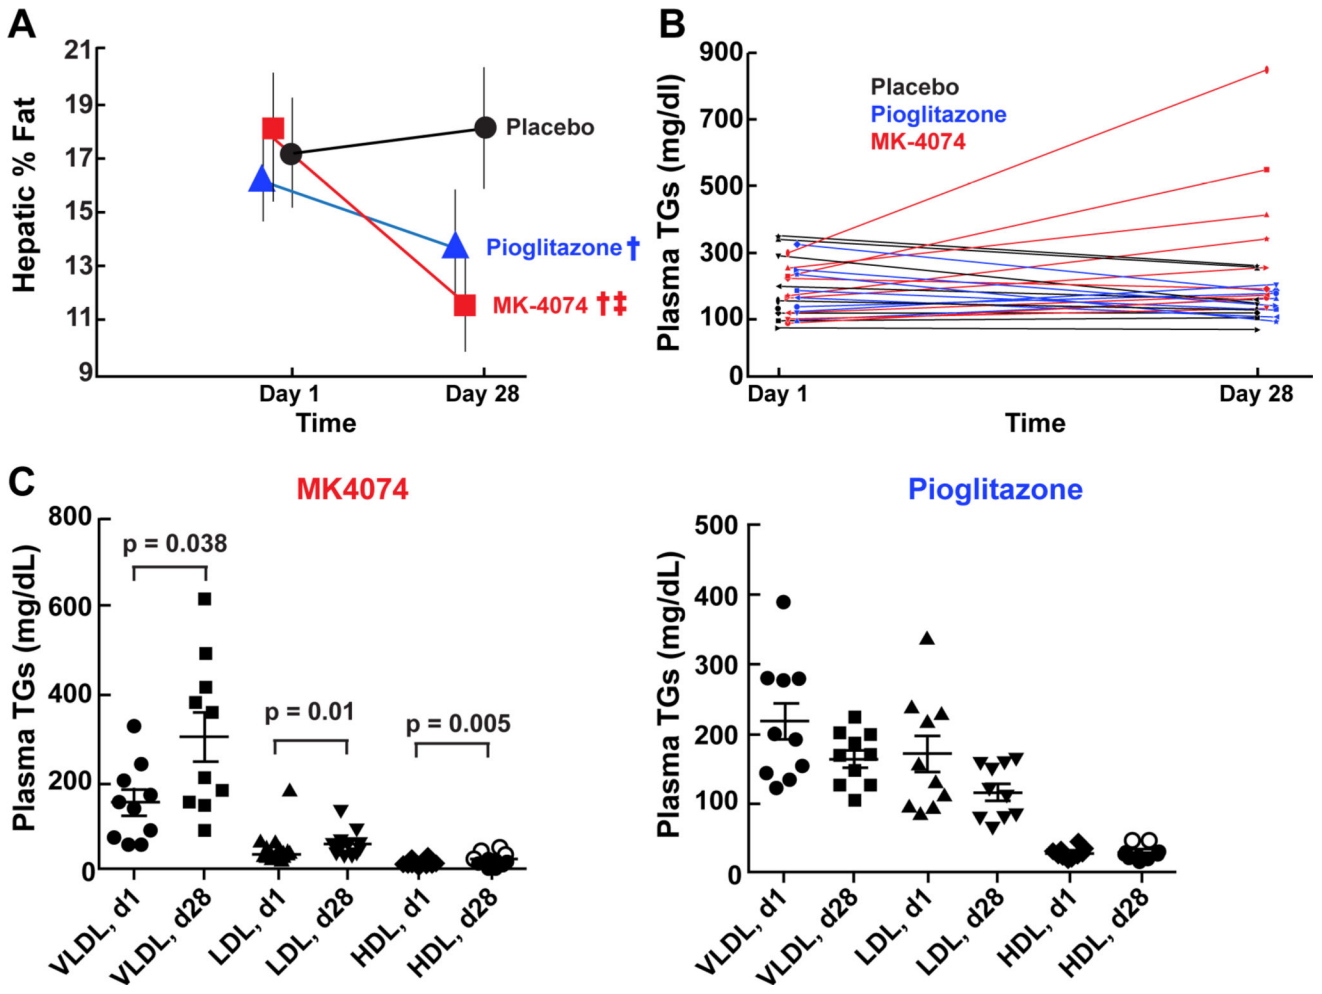 A
Hepatic % Fat
21
19
17
15
13
11
9
Placebo
Pioglitazone †
MK-4074 †‡
Day 1
Day 28
Time
B
Plasma TGs (mg/dl)
900
700
500
300
100
0
Placebo
Pioglitazone
MK-4074
Day 1
Day 28
Time
C
MK4074
Plasma TGs (mg/dL)
800
600
400
200
0
p = 0.038
p = 0.01
p = 0.005
VLDL, d1
VLDL, d28
LDL, d1
LDL, d28
HDL, d1
HDL, d28
Pioglitazone
Plasma TGs (mg/dL)
500
400
300
200
100
0
VLDL, d1
VLDL, d28
LDL, d1
LDL, d28
HDL, d1
HDL, d28